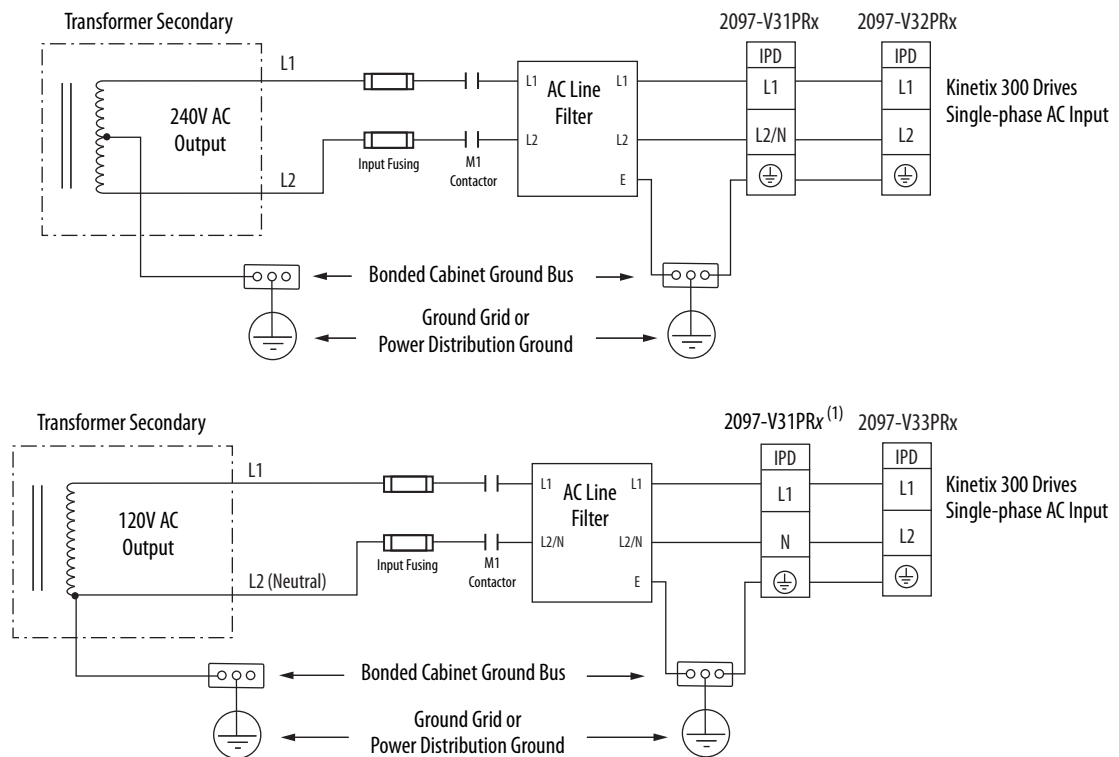 Transformer Secondary
2097-V31PRx
2097-V32PRx
L1
240V AC
Output
L2
Input Fusing
M1
Contactor
L1
AC Line
Filter
L1
L2
L2
E
IPD
L1
L2/N
IPD
L1
L2
Kinetix 300 Drives
Single-phase AC Input
Bonded Cabinet Ground Bus
Ground Grid or
Power Distribution Ground
Transformer Secondary
2097-V31PRx (1)
2097-V33PRx
L1
120V AC
Output
L2 (Neutral)
Input Fusing
M1
Contactor
L1
AC Line
Filter
L1
L2/N
L2/N
E
IPD
L1
N
IPD
L1
L2
Kinetix 300 Drives
Single-phase AC Input
Bonded Cabinet Ground Bus
Ground Grid or
Power Distribution Ground